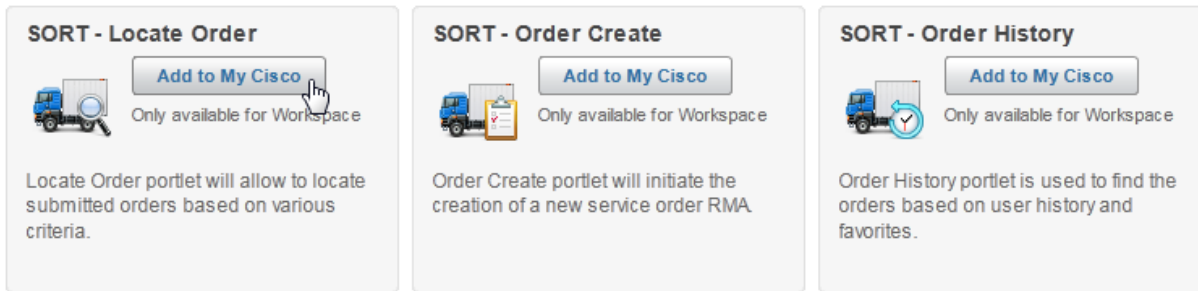 SORT - Locate Order
Add to My Cisco
Only available for Workspace
Locate Order portlet will allow to locate
submitted orders based on various
criteria.
SORT - Order Create
Add to My Cisco
Only available for Workspace
Order Create portlet will initiate the
creation of a new service order RMA.
SORT - Order History
Add to My Cisco
Only available for Workspace
Order History portlet is used to find the
orders based on user history and
favorites.